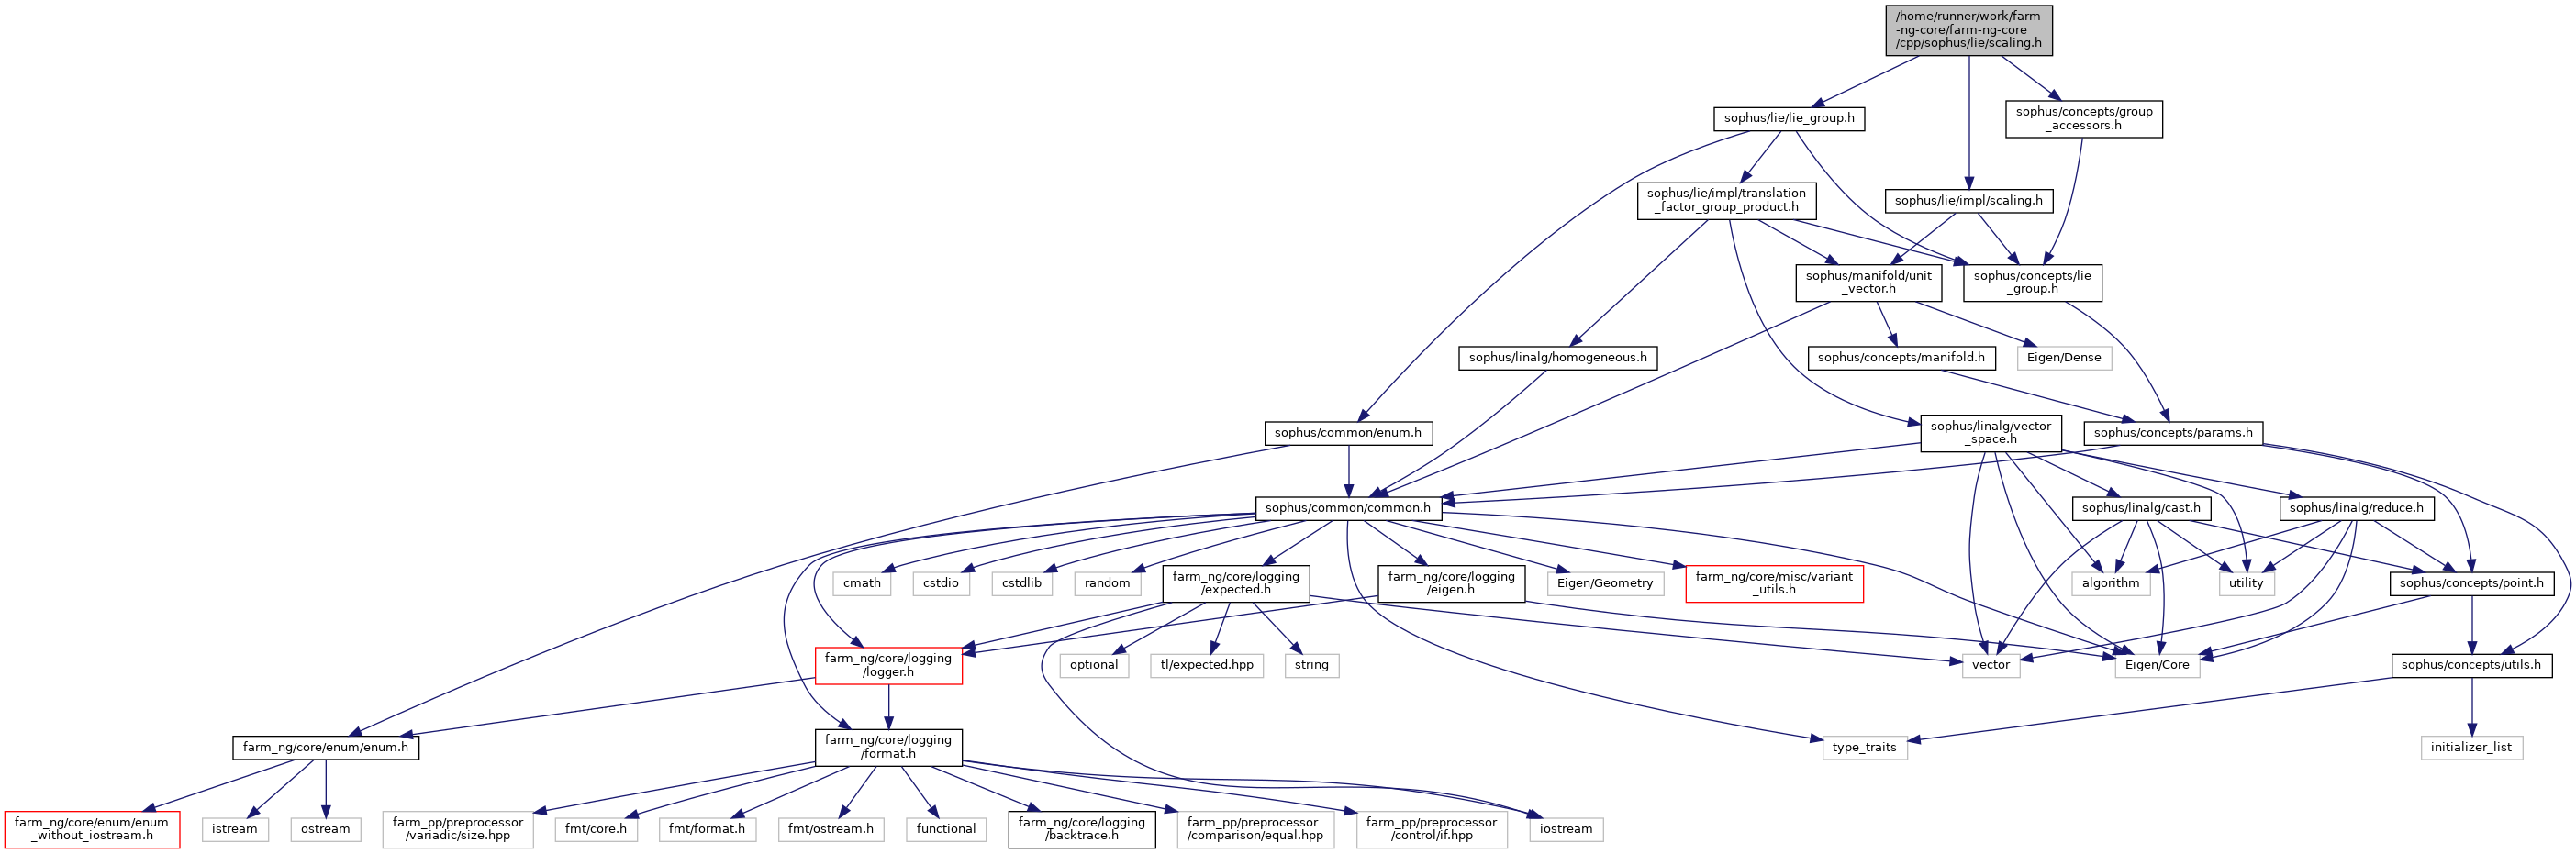 /home/runner/work/farm
-ng-core/farm-ng-core
/cpp/sophus/lie/scaling.h
sophus/lie/lie_group.h
sophus/concepts/group
_accessors.h
sophus/lie/impl/translation
_factor_group_product.h
sophus/lie/impl/scaling.h
sophus/manifold/unit
_vector.h
sophus/concepts/lie
_group.h
sophus/linalg/homogeneous.h
sophus/concepts/manifold.h
Eigen/Dense
sophus/common/enum.h
sophus/linalg/vector
_space.h
sophus/concepts/params.h
sophus/common/common.h
sophus/linalg/cast.h
sophus/linalg/reduce.h
cmath
cstdio
cstdlib
random
farm_ng/core/logging
/expected.h
farm_ng/core/logging
/eigen.h
Eigen/Geometry
farm_ng/core/misc/variant
_utils.h
algorithm
utility
sophus/concepts/point.h
farm_ng/core/logging
/logger.h
optional
tl/expected.hpp
string
vector
Eigen/Core
sophus/concepts/utils.h
farm_ng/core/enum/enum.h
farm_ng/core/logging
/format.h
type_traits
initializer_list
farm_ng/core/enum/enum
_without_iostream.h
istream
ostream
farm_pp/preprocessor
/variadic/size.hpp
fmt/core.h
fmt/format.h
fmt/ostream.h
functional
farm_ng/core/logging
/backtrace.h
farm_pp/preprocessor
/comparison/equal.hpp
farm_pp/preprocessor
/control/if.hpp
iostream